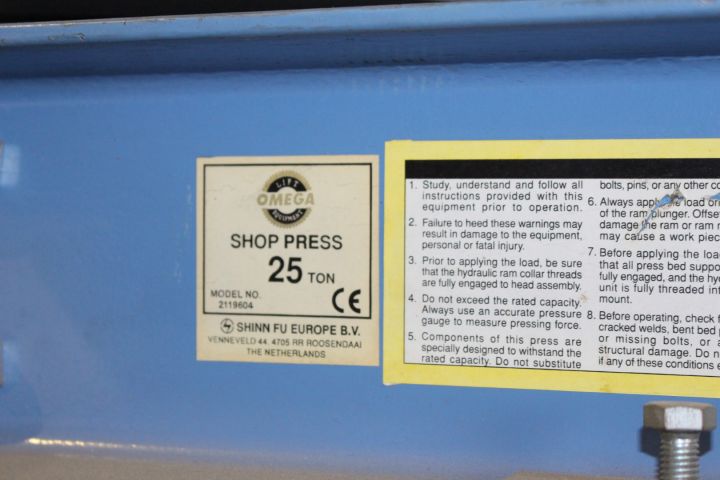 LIFT
OMEGA
EQUIPMENT
SHOP PRESS
25 TON
MODEL NO.
2119604
CE
SHINN FU EUROPE B.V.
VENNEVELD 44. 4705 RR ROOSENDAAL
THE NETHERLANDS
1. Study, understand and follow all
instructions provided with this
equipment prior to operation.
2. Failure to heed these warnings may
result in damage to the equipment,
personal or fatal injury.
3. Prior to applying the load, be sure
that the hydraulic ram collar threads
are fully engaged to head assembly.
4. Do not exceed the rated capacity.
Always use an accurate pressure
gauge to measure pressing force.
5. Components of this press are
specially designed to withstand the
rated capacity. Do not substitute
bolts, pins, or any other
6. Always load
of the ram plunger.
damage the ram or ram
may cause a work
7. Before applying the
that all press bed
fully engaged, and the
unit is fully threaded
mount.
8. Before operating, check
cracked welds, bent bed
or missing bolts, or
structural damage. Do
if any of these conditions